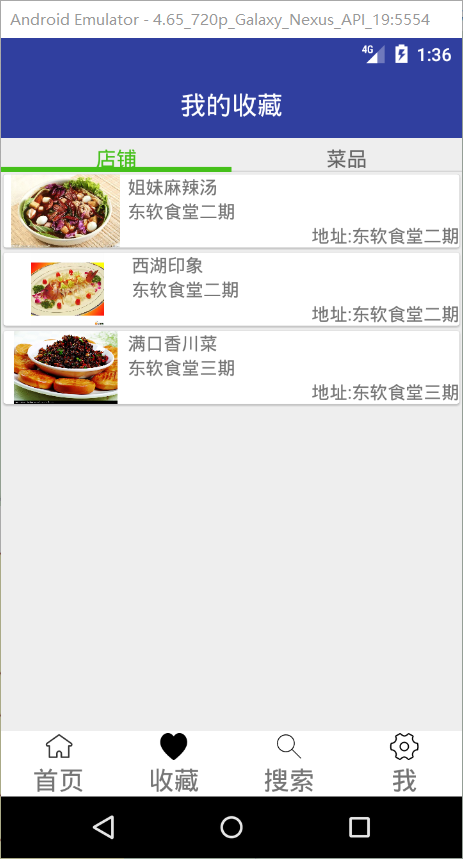 Android Emulator - 4.65_720p_Galaxy_Nexus_API_19:5554
4G 1:36
我的收藏
店铺 菜品
姐妹麻辣汤
东软食堂二期
地址:东软食堂二期
西湖印象
东软食堂二期
地址:东软食堂二期
满口香川菜
东软食堂三期
地址:东软食堂三期
首页 收藏 搜索 我